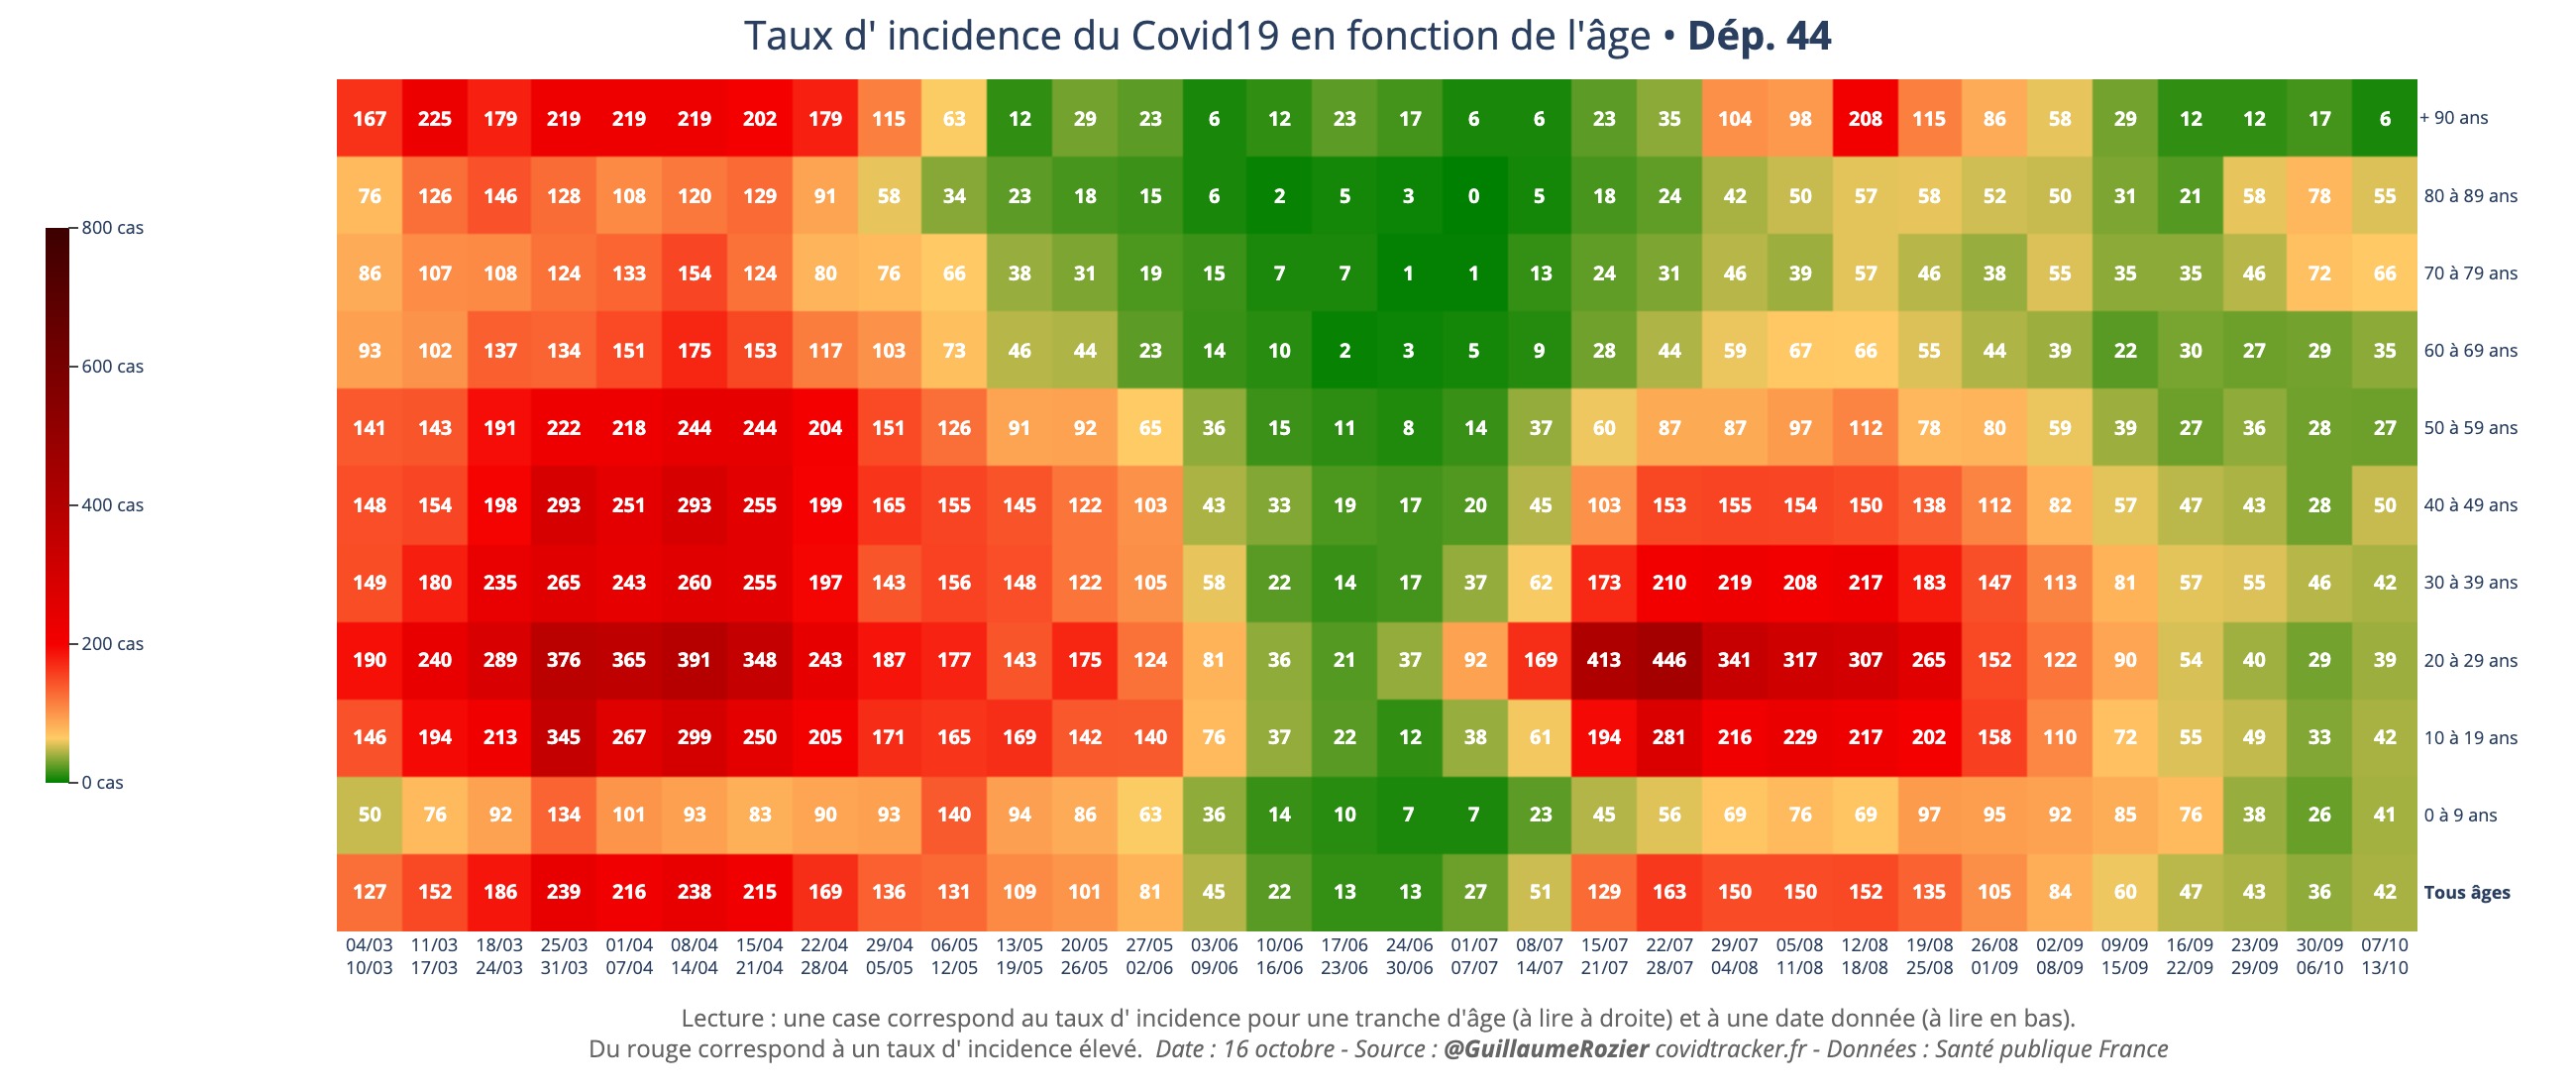 Taux d' incidence du Covid19 en fonction de l'âge • Dép. 44
800 cas
600 cas
400 cas
200 cas
0 cas
167 225 179 219 219 219 202 179 115 63 12 29 23 6 12 23 17 6 6 23 35 104 98 208 115 86 58 29 12 12 17 6 + 90 ans
76 126 146 128 108 120 129 91 58 34 23 18 15 6 2 5 3 0 5 18 24 42 50 57 58 52 50 31 21 58 78 55 80 à 89 ans
86 107 108 124 133 154 124 80 76 66 38 31 19 15 7 7 1 1 13 24 31 46 39 57 46 38 55 35 35 46 72 66 70 à 79 ans
93 102 137 134 151 175 153 117 103 73 46 44 23 14 10 2 3 5 9 28 44 59 67 66 55 44 39 22 30 27 29 35 60 à 69 ans
141 143 191 222 218 244 244 204 151 126 91 92 65 36 15 11 8 14 37 60 87 87 97 112 78 80 59 39 27 36 28 27 50 à 59 ans
148 154 198 293 251 293 255 199 165 155 145 122 103 43 33 19 17 20 45 103 153 155 154 150 138 112 82 57 47 43 28 50 40 à 49 ans
149 180 235 265 243 260 255 197 143 156 148 122 105 58 22 14 17 37 62 173 210 219 208 217 183 147 113 81 57 55 46 42 30 à 39 ans
190 240 289 376 365 391 348 243 187 177 143 175 124 81 36 21 37 92 169 413 446 341 317 307 265 152 122 90 54 40 29 39 20 à 29 ans
146 194 213 345 267 299 250 205 171 165 169 142 140 76 37 22 12 38 61 194 281 216 229 217 202 158 110 72 55 49 33 42 10 à 19 ans
50 76 92 134 101 93 83 90 93 140 94 86 63 36 14 10 7 7 23 45 56 69 76 69 97 95 92 85 76 38 26 41 0 à 9 ans
127 152 186 239 216 238 215 169 136 131 109 101 81 45 22 13 13 27 51 129 163 150 150 152 135 105 84 60 47 43 36 42 Tous âges
04/03 11/03 18/03 25/03 01/04 08/04 15/04 22/04 29/04 06/05 13/05 20/05 27/05 03/06 10/06 17/06 24/06 01/07 08/07 15/07 22/07 29/07 05/08 12/08 19/08 26/08 02/09 09/09 16/09 23/09 30/09 07/10
10/03 17/03 24/03 31/03 07/04 14/04 21/04 28/04 05/05 12/05 19/05 26/05 02/06 09/06 16/06 23/06 30/06 07/07 14/07 21/07 28/07 04/08 11/08 18/08 25/08 01/09 08/09 15/09 22/09 29/09 06/10 13/10
Lecture : une case correspond au taux d' incidence pour une tranche d'âge (à lire à droite) et à une date donnée (à lire en bas).
Du rouge correspond à un taux d' incidence élevé. Date : 16 octobre - Source : @GuillaumeRozier covidtracker.fr - Données : Santé publique France